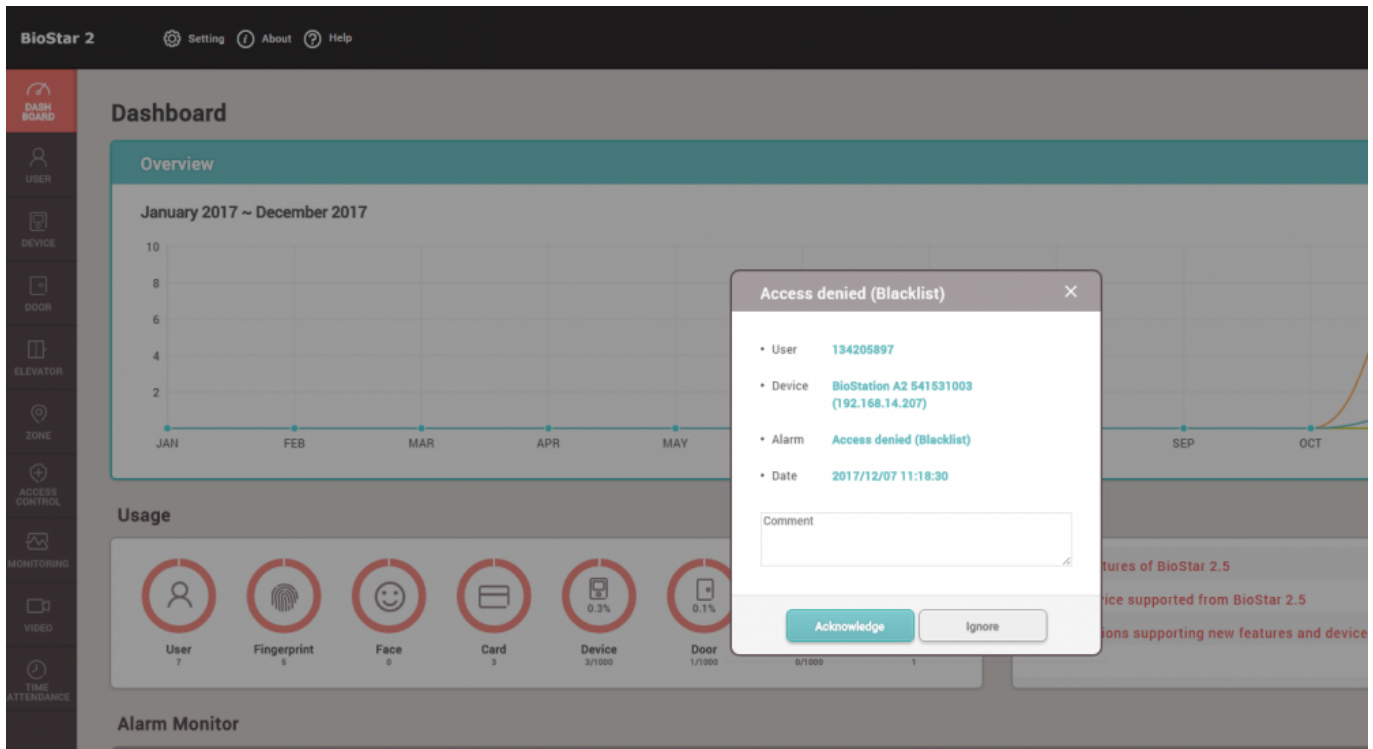 BioStar 2
Setting
About
Help
DASH
BOARD
USER
DEVICE
DOOR
ELEVATOR
ZONE
ACCESS
CONTROL
MONITORING
VIDEO
TIME
ATTENDANCE
Dashboard
Overview
January 2017 ~ December 2017
10
8
6
4
2
JAN
FEB
MAR
APR
MAY
SEP
OCT
Access denied (Blacklist)
• User 134205897
• Device BioStation A2 541531003
(192.168.14.207)
• Alarm Access denied (Blacklist)
• Date 2017/12/07 11:18:30
Comment
Acknowledge
Ignore
Usage
User
7
Fingerprint
5
Face
0
Card
3
0.3%
Device
3/1000
0.1%
Door
1/1000
0/1000
1
tures of BioStar 2.5
ice supported from BioStar 2.5
ions supporting new features and device
Alarm Monitor